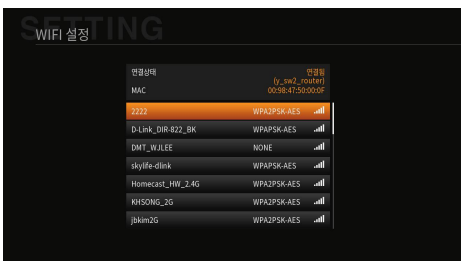 SETTING
WIFI 설정
연결상태 연결됨
(y_sw2_router)
MAC 00:98:47:50:00:0F
2222 WPA2PSK-AES
D-Link_DIR-822_BK WPAPSK-AES
DMT_WJLEE NONE
skylife-dlink WPAPSK-AES
Homecast_HW_2.4G WPA2PSK-AES
KHSONG_2G WPA2PSK-AES
jbkim2G WPA2PSK-AES